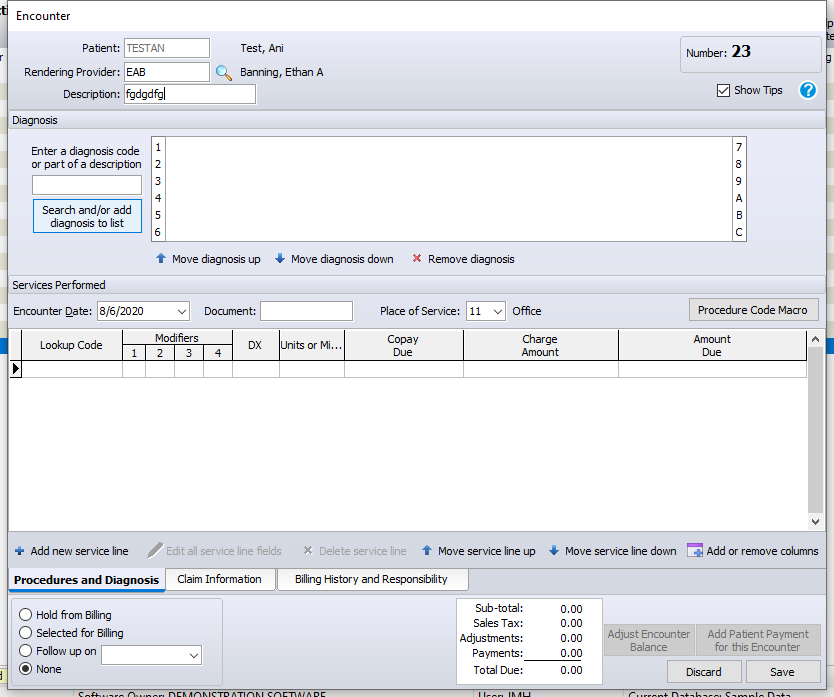 Encounter
Patient: TESTAN Test, Ani
Number: 23
Rendering Provider: EAB Banning, Ethan A
Description: fgdgdfg
Show Tips ?
Diagnosis
Enter a diagnosis code
or part of a description
Search and/or add
diagnosis to list
1 7
2 8
3 9
4 A
5 B
6 C
Move diagnosis up Move diagnosis down Remove diagnosis
Services Performed
Encounter Date: 8/6/2020 Document: Place of Service: 11 Office Procedure Code Macro
Lookup Code Modifiers DX Units or Mi... Copay Due Charge Amount Amount Due
1 2 3 4
Add new service line Edit all service line fields Delete service line Move service line up Move service line down Add or remove columns
Procedures and Diagnosis Claim Information Billing History and Responsibility
Hold from Billing
Selected for Billing
Follow up on
None
Sub-total: 0.00
Sales Tax: 0.00
Adjustments: 0.00
Payments: 0.00
Total Due: 0.00
Adjust Encounter
Balance
Add Patient Payment
for this Encounter
Discard Save
Software Owner: DEMONSTRATION SOFTWARE User: JMH Current Database: Sample Data